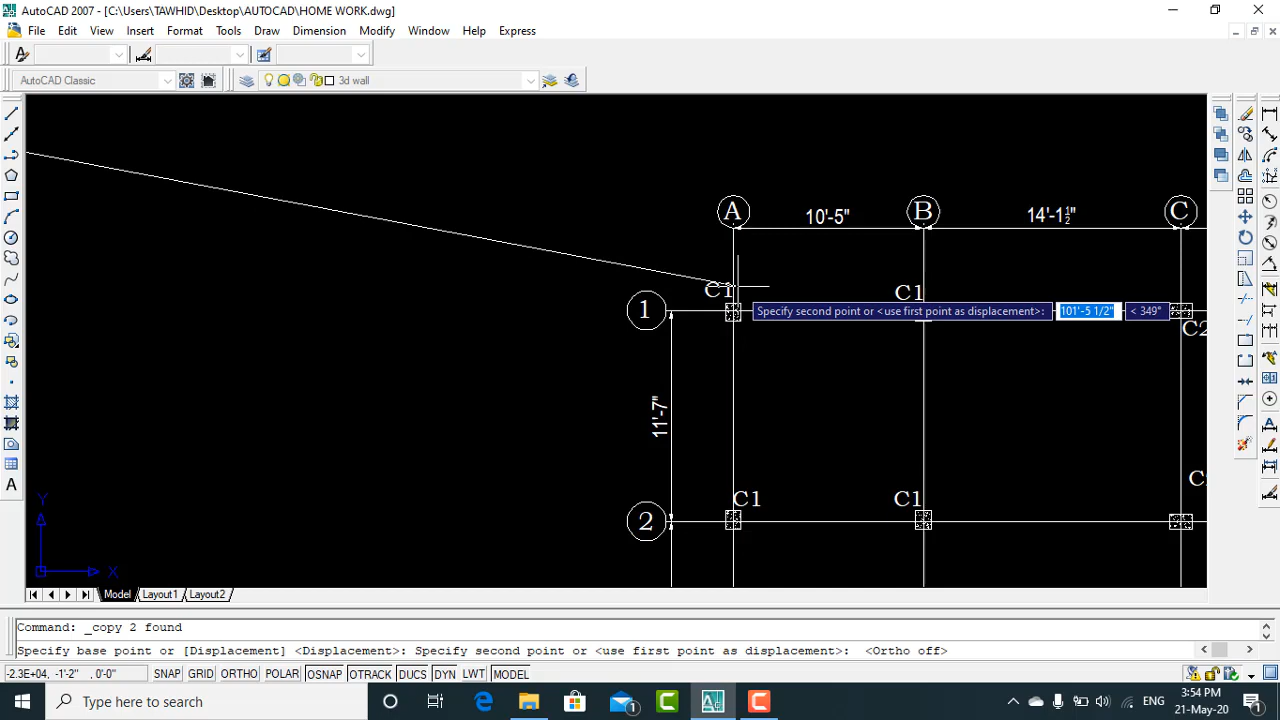 AutoCAD 2007 - [C:\Users\TAWHID\Desktop\AUTOCAD\HOME WORK.dwg]
File Edit View Insert Format Tools Draw Dimension Modify Window Help Express
AutoCAD Classic
3d wall
A B C
10'-5" 14'-1½"
C1 C1
1
Specify second point or <use first point as displacement>: 101'-5 1/2" < 349°
C2
11'-7"
C1 C1
2
Y
X
Model Layout1 Layout2
Command: _copy 2 found
Specify base point or [Displacement] <Displacement>: Specify second point or <use first point as displacement>: <Ortho off>
-2.3E+04, -1'-2" , 0'-0" SNAP GRID ORTHO POLAR OSNAP OTRACK DUCS DYN LWT MODEL
Type here to search
1
ENG
3:54 PM
21-May-20
1